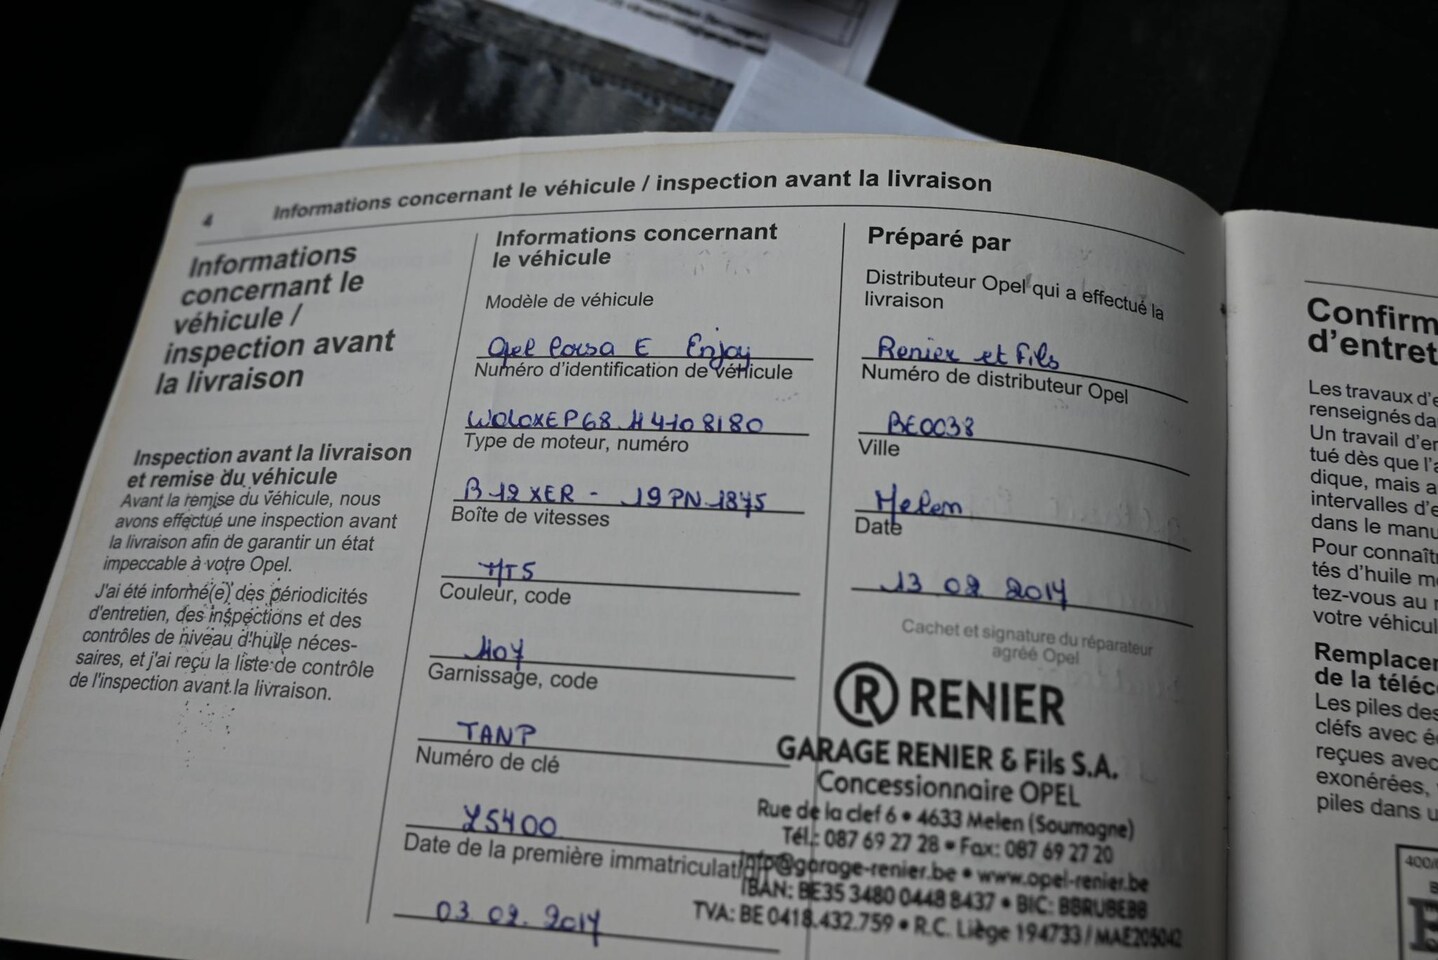 4
Informations concernant le véhicule / inspection avant la livraison
Informations
concernant le
véhicule /
inspection avant
la livraison
Inspection avant la livraison
et remise du véhicule
Avant la remise du véhicule, nous
avons effectué une inspection avant
la livraison afin de garantir un état
impeccable à votre Opel.
J'ai été informé(e) des périodicités
d'entretien, des inspections et des
contrôles de niveau d'huile néces-
saires, et j'ai reçu la liste de contrôle
de l'inspection avant la livraison.
Informations concernant
le véhicule
Modèle de véhicule
Opel Corsa E Enjoy
Numéro d'identification de véhicule
W0L0XEP68 H4108180
Type de moteur, numéro
B12XER - 19PN1875
Boîte de vitesses
MT5
Couleur, code
Garnissage, code
TANP
Numéro de clé
Date de la première immatriculation
03 02. 2017
Préparé par
Distributeur Opel qui a effectué la
livraison
Renier et Fils
Numéro de distributeur Opel
BE0038
Ville
Melen
Date
13 02 2017
Cachet et signature du réparateur
agréé Opel
R RENIER
GARAGE RENIER & Fils S.A.
Concessionnaire OPEL
Rue de la clef 6 • 4633 Melen (Soumagne)
Tél.: 087 69 27 28 • Fax: 087 69 27 20
info@garage-renier.be • www.opel-renier.be
IBAN: BE35 3480 0448 8437 • BIC: BBRUBEBB
TVA: BE 0418.432.759 • R.C. Liège 194733 / MAE205042
Confirm
d'entret
Les travaux d'e
renseignés da
Un travail d'en
tué dès que l'a
dique, mais a
intervalles d'e
dans le manu
Pour connaît
tés d'huile m
tez-vous au
votre véhicul
Remplacem
de la téléc
Les piles des
cléfs avec é
reçues avec
exonérées,
piles dans u